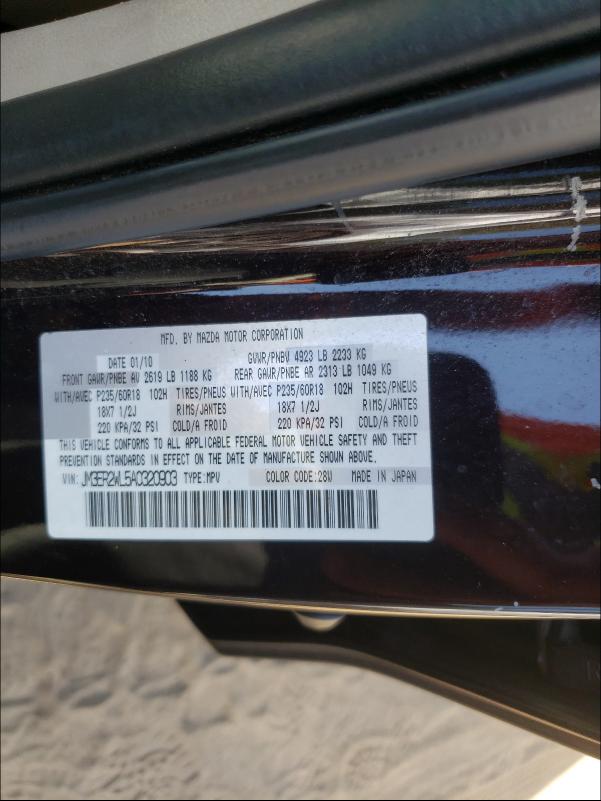 MFD. BY MAZDA MOTOR CORPORATION
DATE 01/10 GVWR/PNBV 4923 LB 2233 KG
FRONT GAWR/PNBE AV 2619 LB 1188 KG REAR GAWR/PNBE AR 2313 LB 1049 KG
WITH/AVEC P235/60R18 102H TIRES/PNEUS WITH/AVEC P235/60R18 102H TIRES/PNEUS
18X7 1/2J RIMS/JANTES 18X7 1/2J RIMS/JANTES
220 KPA/32 PSI COLD/A FROID 220 KPA/32 PSI COLD/A FROID
THIS VEHICLE CONFORMS TO ALL APPLICABLE FEDERAL MOTOR VEHICLE SAFETY AND THEFT
PREVENTION STANDARDS IN EFFECT ON THE DATE OF MANUFACTURE SHOWN ABOVE.
VIN: JM3ER2WL5A0320903 TYPE:MPV COLOR CODE:28W MADE IN JAPAN